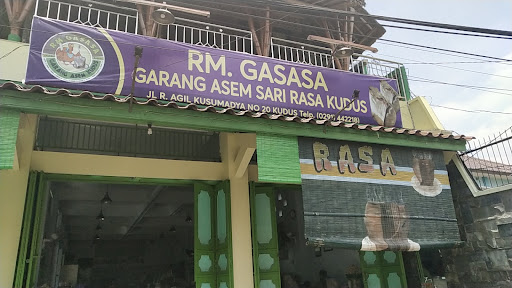 RM. GASASA
GARANG ASEM SARI RASA KUDUS
JL R. AGIL KUSUMADYA NO 20 KUDUS Telp. (0291) 442218)
RASA